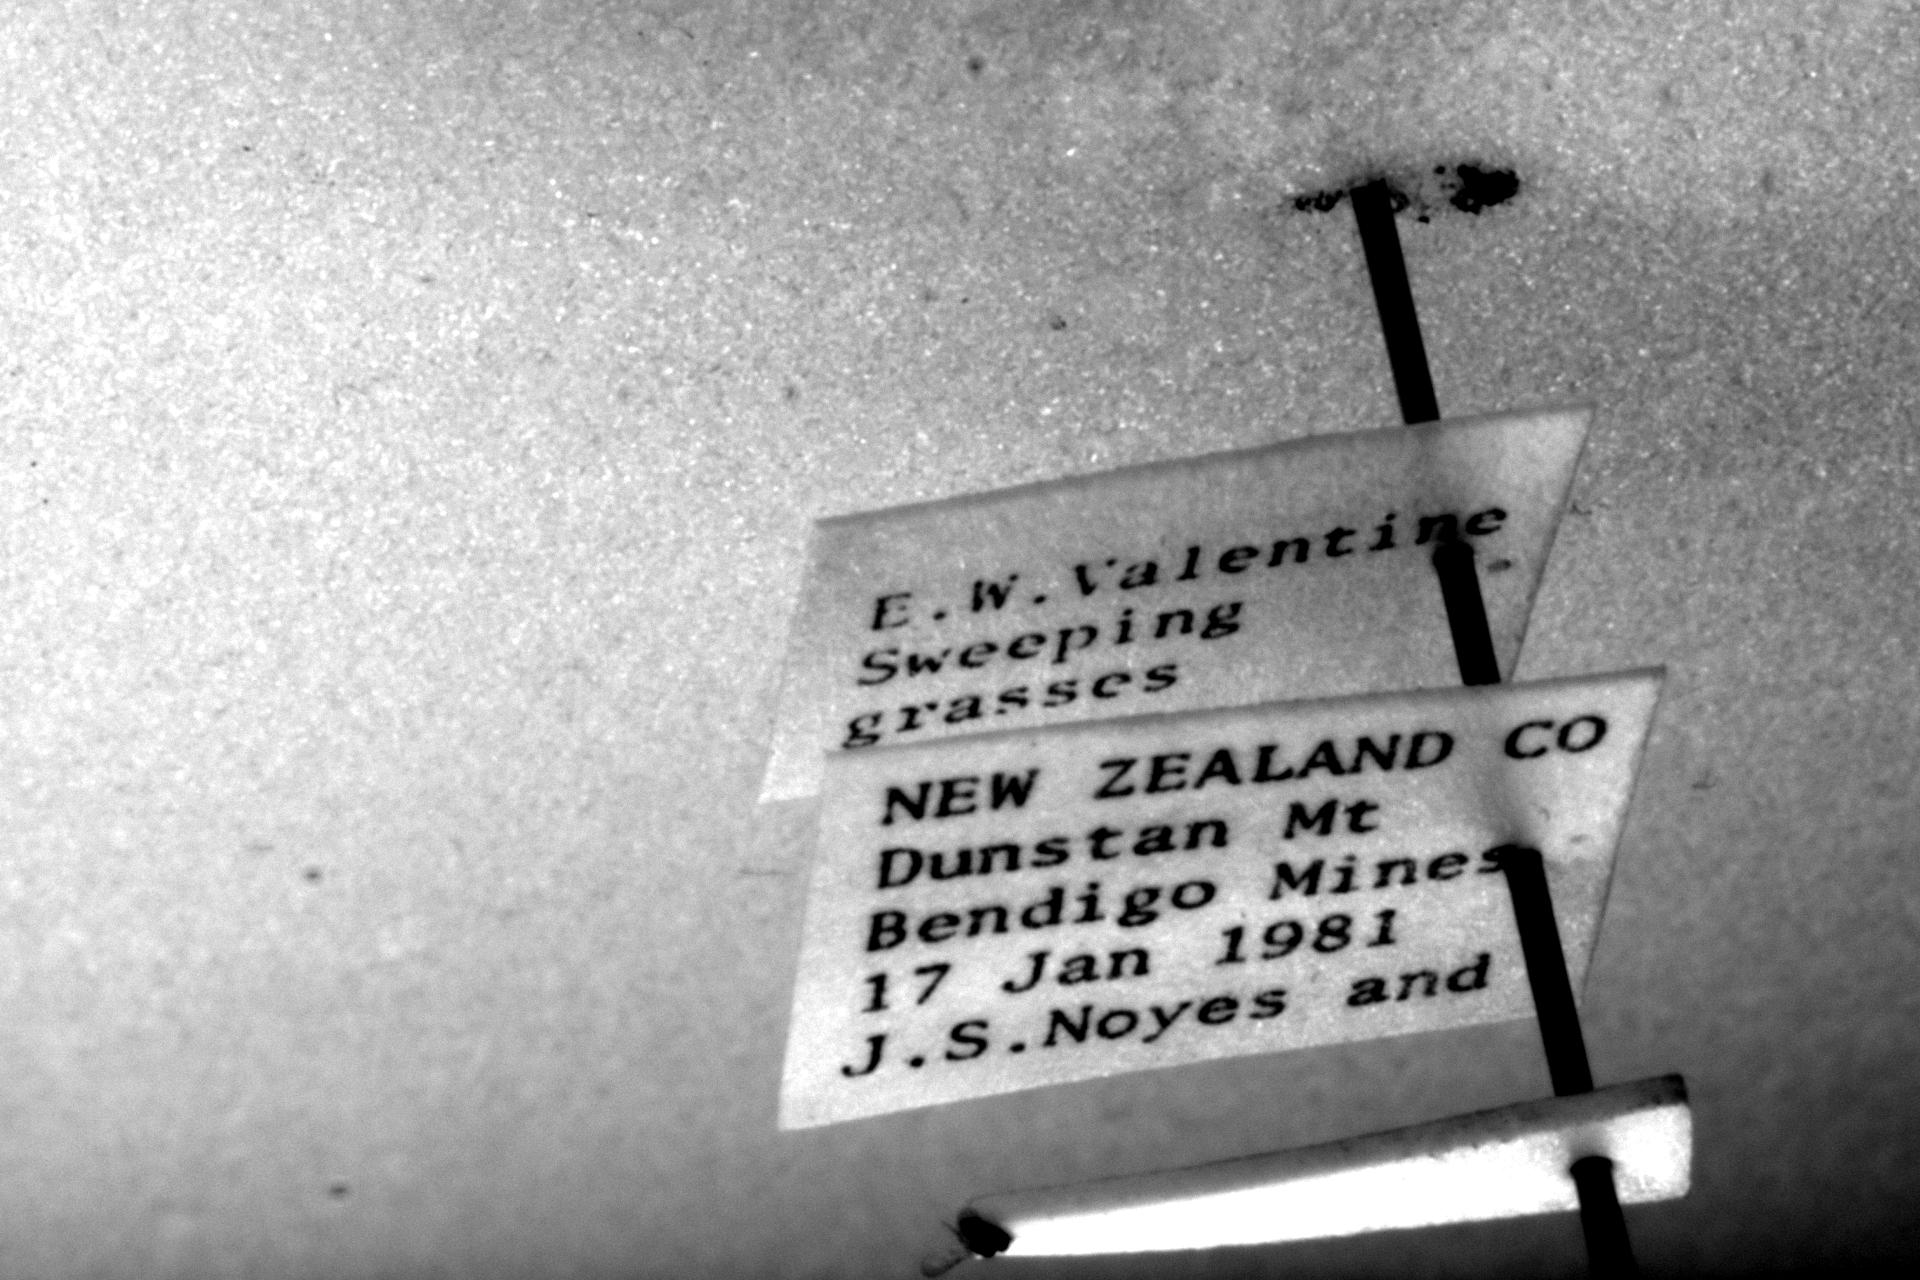 E.W.Valentine
Sweeping
grasses
NEW ZEALAND CO
Dunstan Mt
Bendigo Mines
17 Jan 1981
J.S.Noyes and